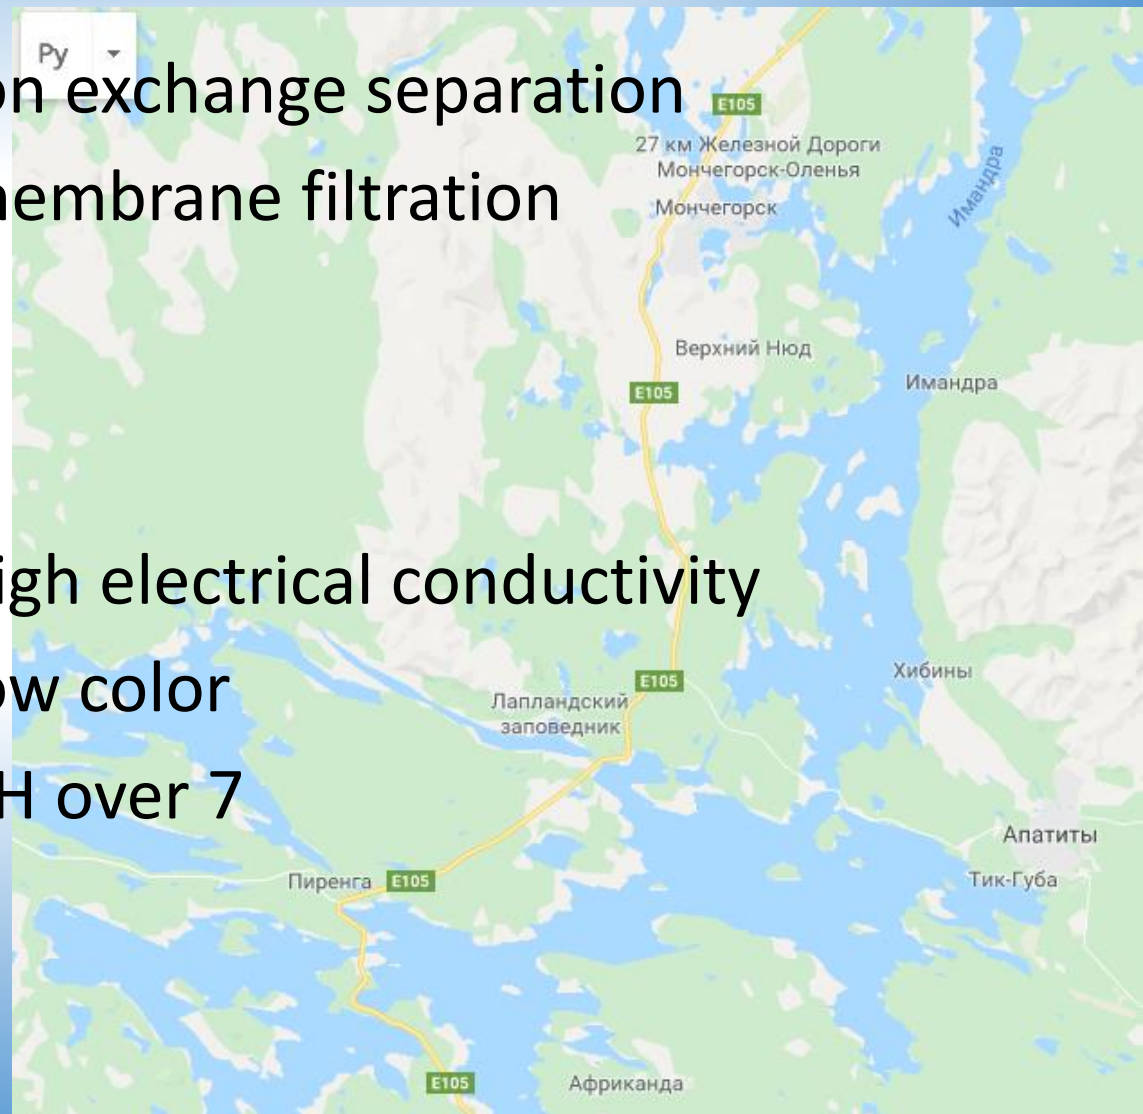 Ру
on exchange separation
E105
27 км Железной Дороги
Мончегорск-Оленья
Имандра
membrane filtration
Мончегорск
Верхний Нюд
Имандра
E105
igh electrical conductivity
Хибины
E105
ow color
Лапландский
заповедник
H over 7
Апатиты
Тик-Губа
Пиренга
E105
E105
Африканда